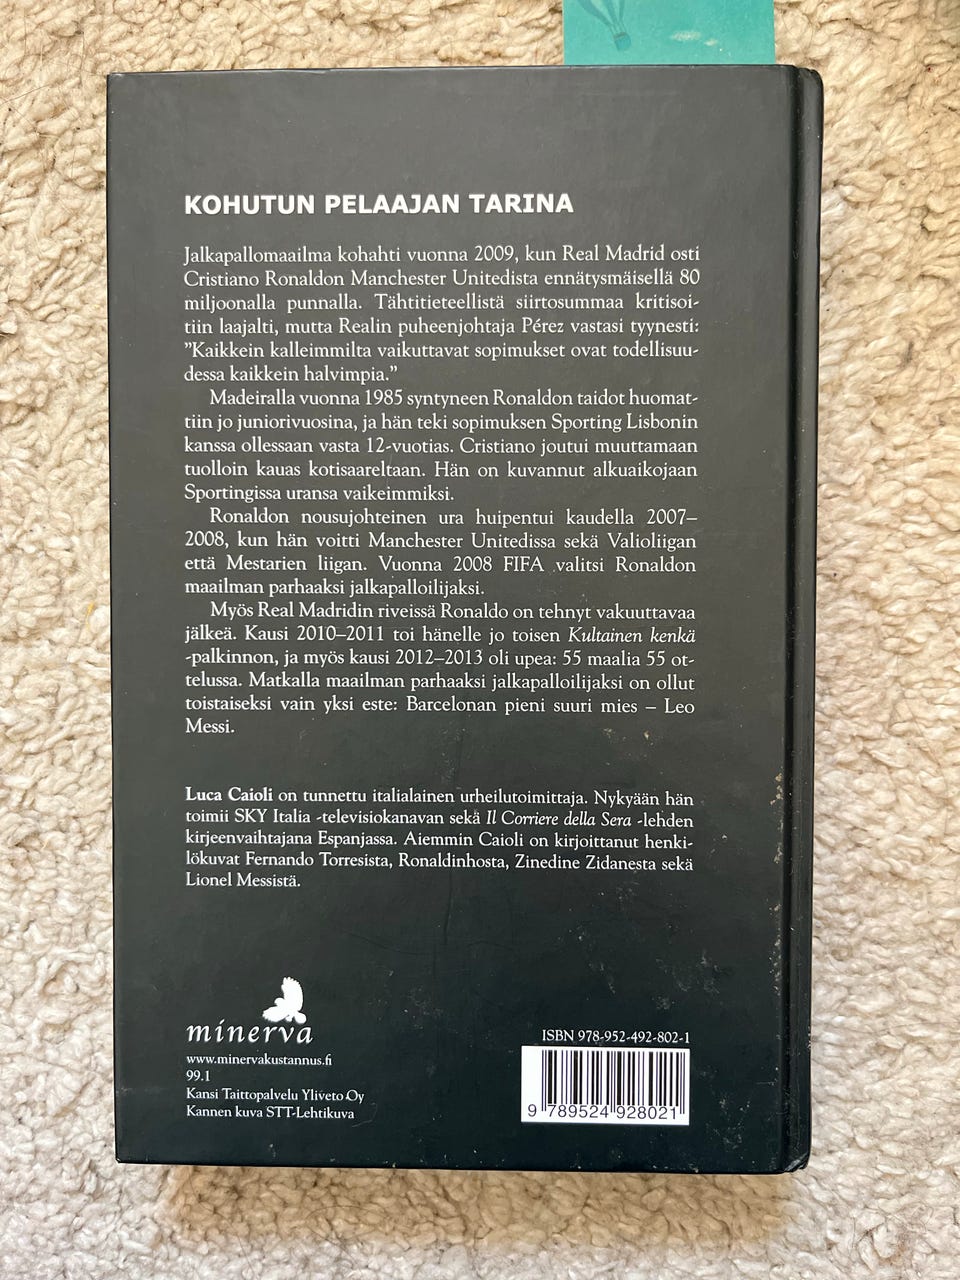 KOHUTUN PELAAJAN TARINA
Jalkapallomaailma kohahti vuonna 2009, kun Real Madrid osti
Cristiano Ronaldon Manchester Unitedista ennätysmäisellä 80
miljoonalla punnalla. Tähtitieteellistä siirtosummaa kritisoi-
tiin laajalti, mutta Realin puheenjohtaja Pérez vastasi tyynesti:
”Kaikkein kalleimmilta vaikuttavat sopimukset ovat todellisuu-
dessa kaikkein halvimpia.”
Madeiralla vuonna 1985 syntyneen Ronaldon taidot huomat-
tiin jo juniorivuosina, ja hän teki sopimuksen Sporting Lisbonin
kanssa ollessaan vasta 12-vuotias. Cristiano joutui muuttamaan
tuolloin kauas kotisaareltaan. Hän on kuvannut alkuaikojaan
Sportingissa uransa vaikeimmiksi.
Ronaldon nousujohteinen ura huipentui kaudella 2007–
2008, kun hän voitti Manchester Unitedissa sekä Valioliigan
että Mestarien liigan. Vuonna 2008 FIFA valitsi Ronaldon
maailman parhaaksi jalkapalloilijaksi.
Myös Real Madridin riveissä Ronaldo on tehnyt vakuuttavaa
jälkeä. Kausi 2010–2011 toi hänelle jo toisen Kultainen kenkä
-palkinnon, ja myös kausi 2012–2013 oli upea: 55 maalia 55 ot-
telussa. Matkalla maailman parhaaksi jalkapalloilijaksi on ollut
toistaiseksi vain yksi este: Barcelonan pieni suuri mies – Leo
Messi.
Luca Caioli on tunnettu italialainen urheilutoimittaja. Nykyään hän
toimii SKY Italia -televisiokanavan sekä Il Corriere della Sera -lehden
kirjeenvaihtajana Espanjassa. Aiemmin Caioli on kirjoittanut henki-
lökuvat Fernando Torresista, Ronaldinhosta, Zinedine Zidanesta sekä
Lionel Messistä.
minerva
www.minervakustannus.fi
99.1
Kansi Taittopalvelu Yliveto Oy
Kannen kuva STT-Lehtikuva
ISBN 978-952-492-802-1
9 789524 928021